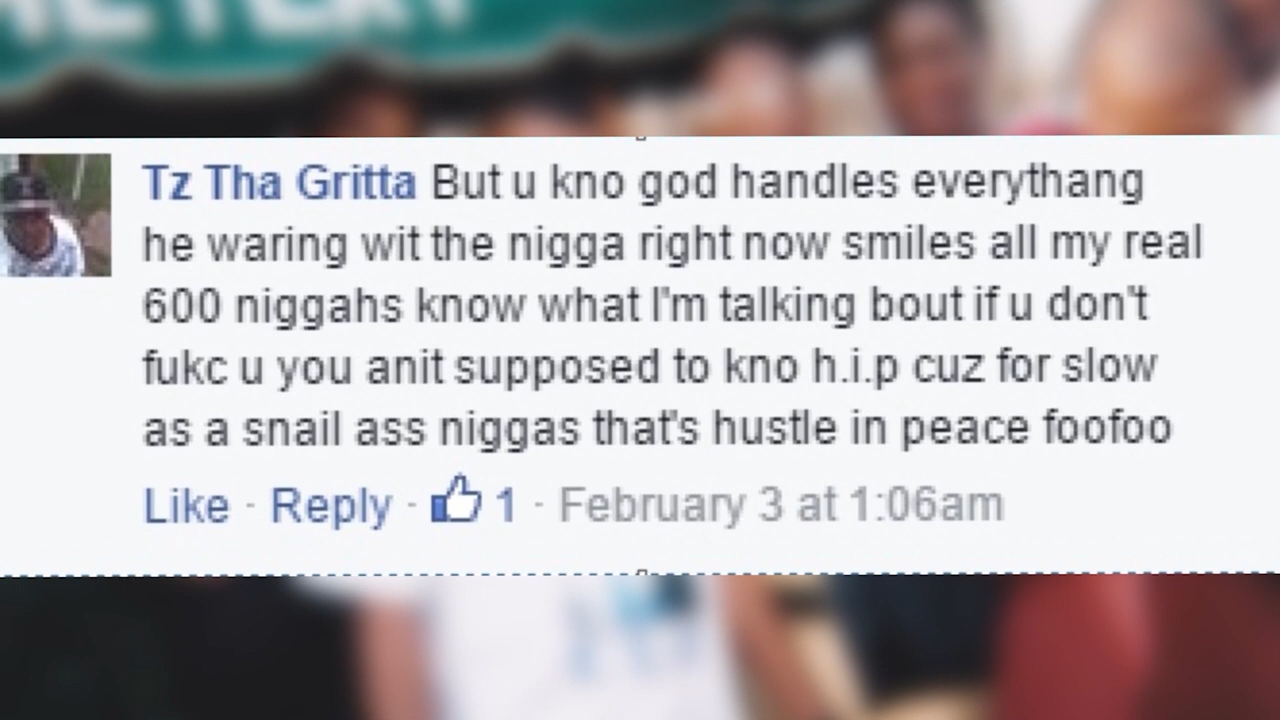 Tz Tha Gritta But u kno god handles everythang
he waring wit the nigga right now smiles all my real
600 niggahs know what I'm talking bout if u don't
fukc u you anit supposed to kno h.i.p cuz for slow
as a snail ass niggas that's hustle in peace foofoo
Like · Reply · 1 · February 3 at 1:06am